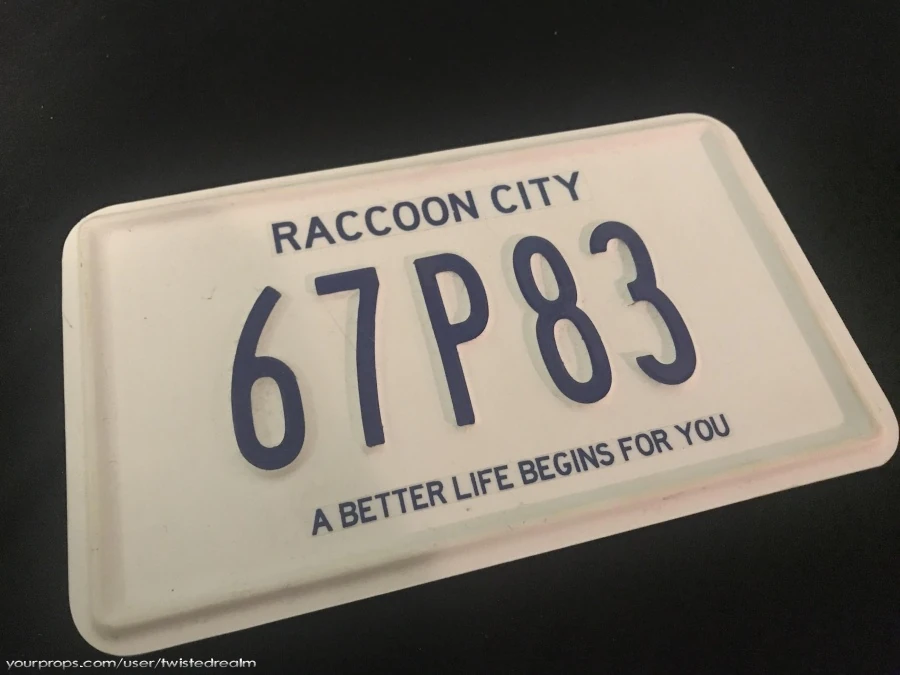 RACCOON CITY
67P83
A BETTER LIFE BEGINS FOR YOU
yourprops.com/user/twistedrealm